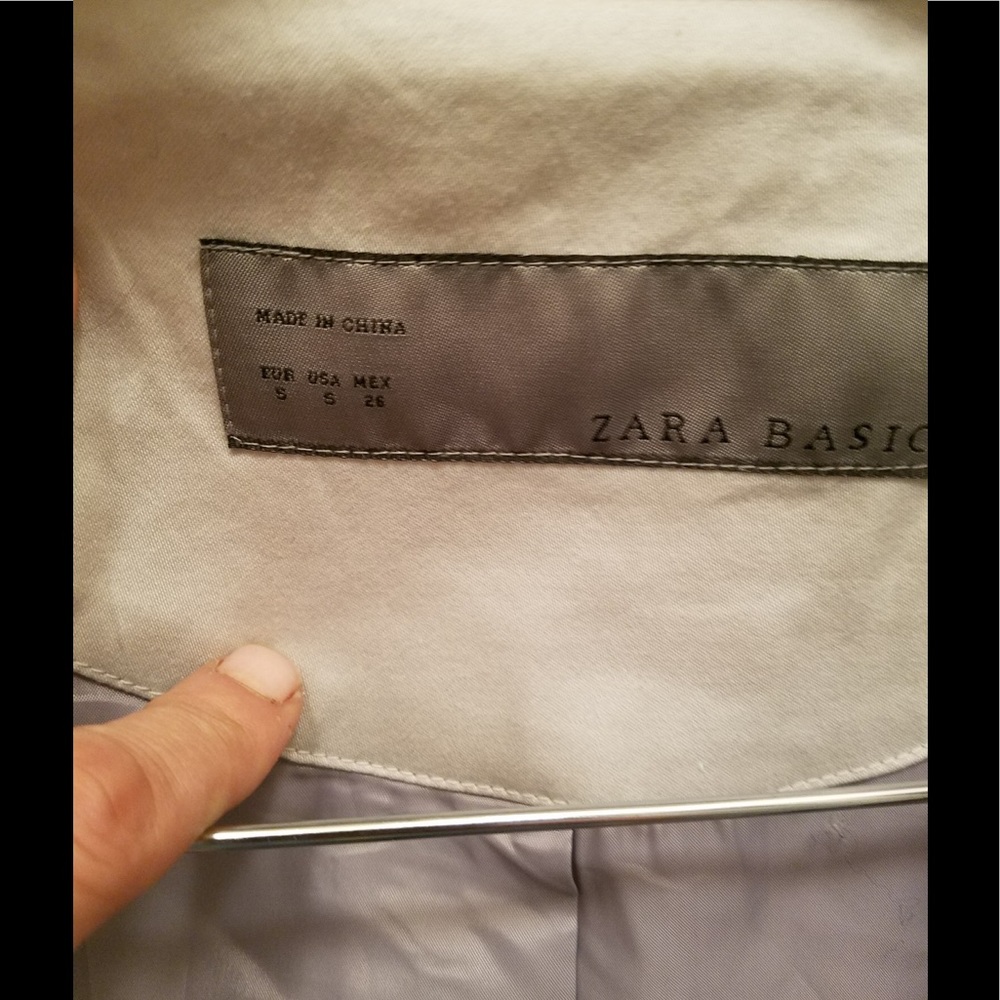 MADE IN CHINA
EUR USA MEX
S S 26
ZARA BASIC